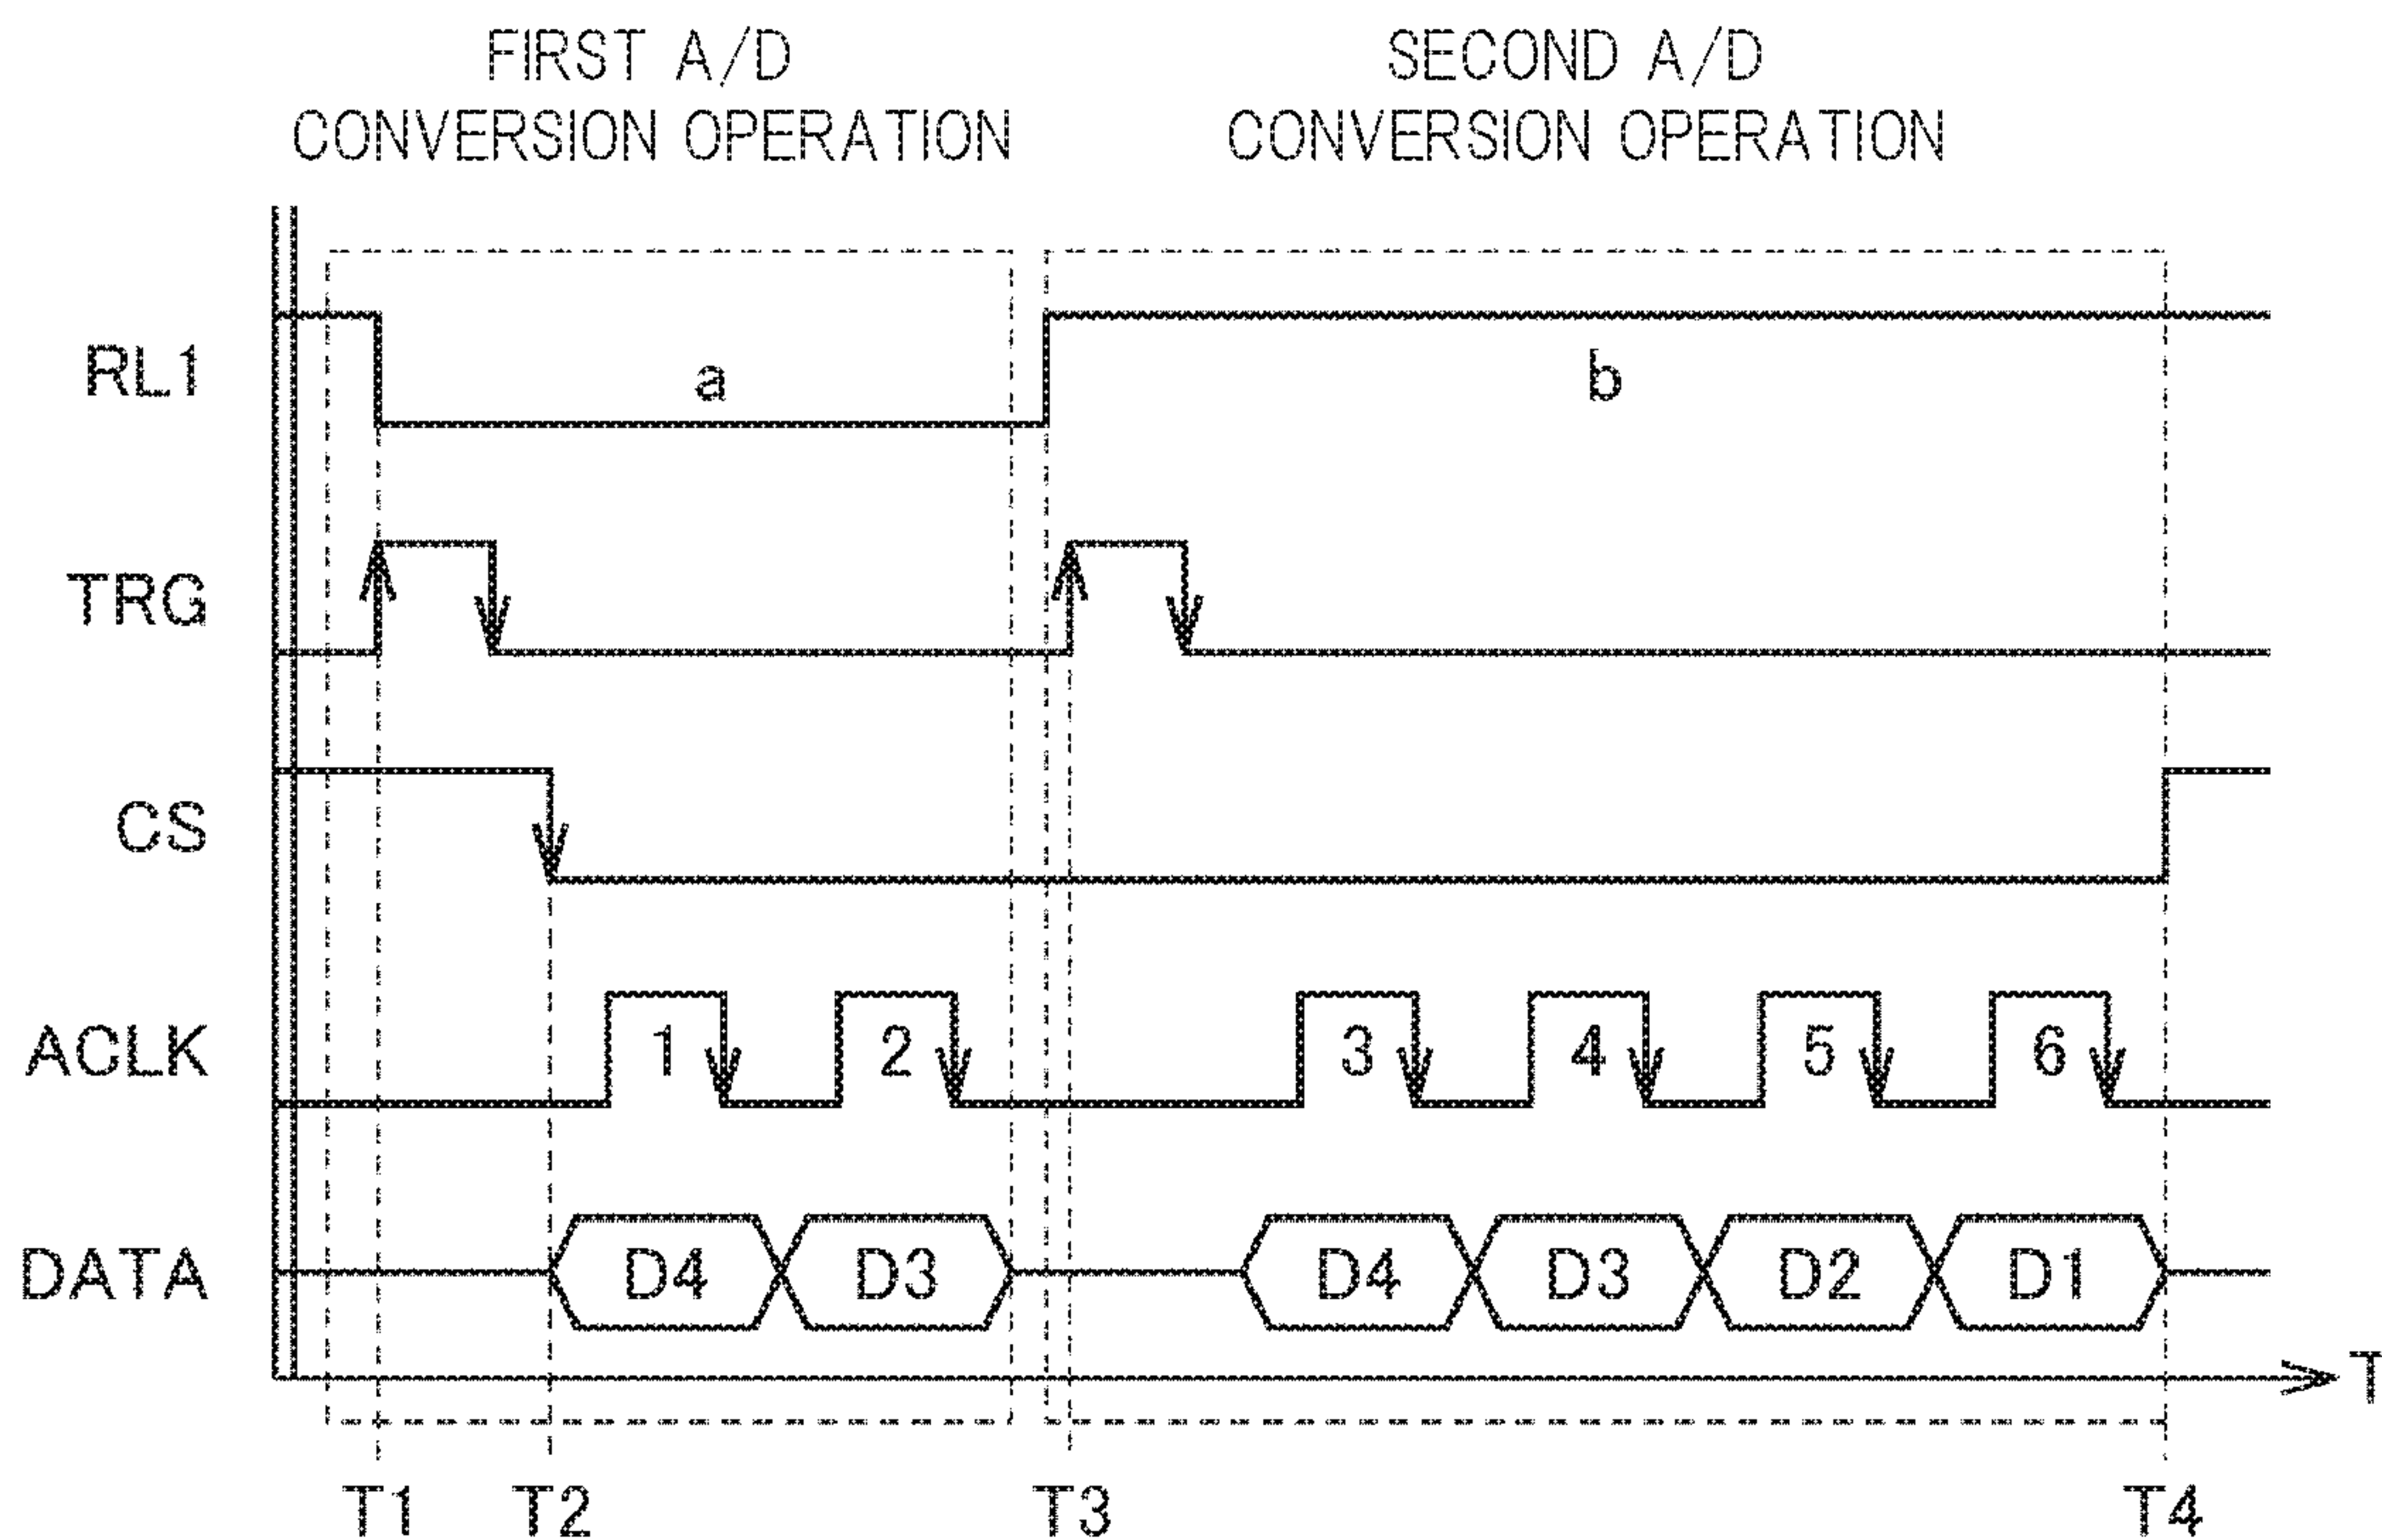 FIRST A/D
CONVERSION OPERATION
SECOND A/D
CONVERSION OPERATION
RL1
a
b
TRG
CS
ACLK
1
2
3
4
5
6
DATA
D4
D3
D4
D3
D2
D1
T
T1
T2
T3
T4